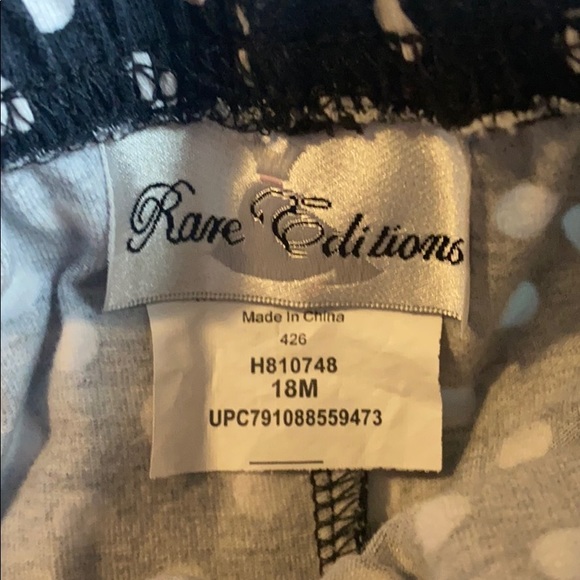 Rare Editions
Made In China
426
H810748
18M
UPC791088559473